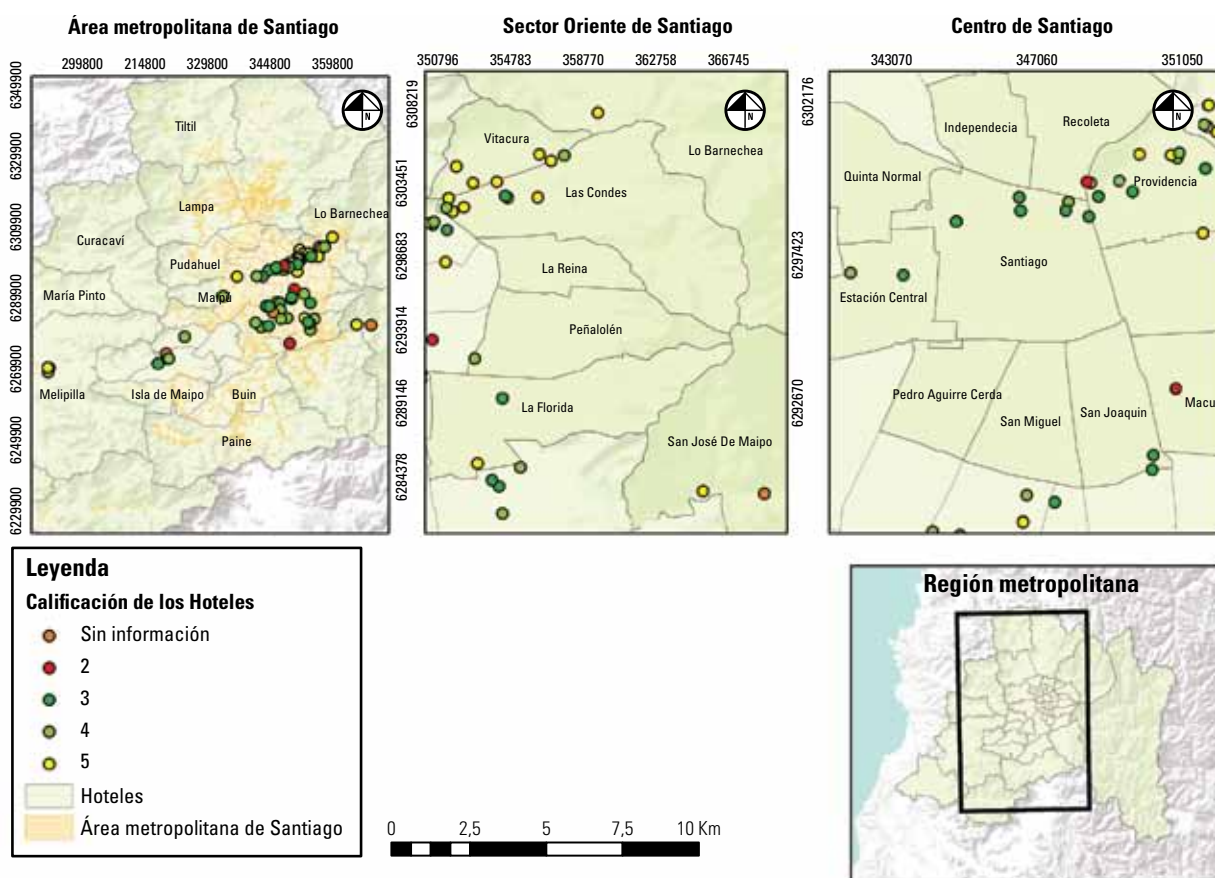 Área metropolitana de Santiago
299800 214800 329800 344800 359800
6349900
6329900
6309900
6289900
6269900
6249900
6229900
Tiltil
Lampa
Lo Barnechea
Curacaví
Pudahuel
María Pinto
Maipú
Melipilla
Isla de Maipo
Buin
Paine
N
Sector Oriente de Santiago
350796 354783 358770 362758 366745
6308219
6303451
6298683
6293914
6289146
6284378
Vitacura
Lo Barnechea
Las Condes
La Reina
Peñalolén
La Florida
San José De Maipo
N
Centro de Santiago
343070 347060 351050
6302176
6297423
6292670
Independecia
Recoleta
Quinta Normal
Providencia
Santiago
Estación Central
Pedro Aguirre Cerda
San Miguel
San Joaquin
Macu
N
Leyenda
Calificación de los Hoteles
Sin información
2
3
4
5
Hoteles
Área metropolitana de Santiago
0 2,5 5 7,5 10 Km
Región metropolitana